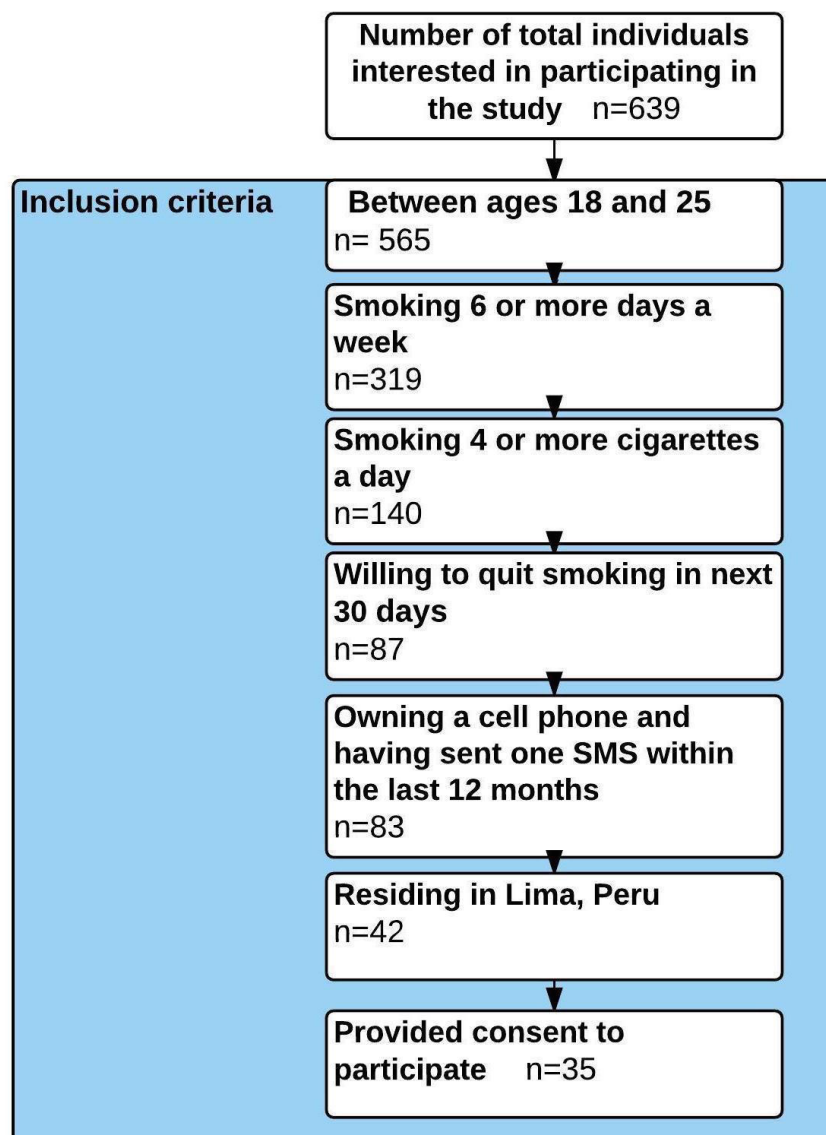 Number of total individuals
interested in participating in
the study n=639
Inclusion criteria
Between ages 18 and 25
n= 565
Smoking 6 or more days a
week
n=319
Smoking 4 or more cigarettes
a day
n=140
Willing to quit smoking in next
30 days
n=87
Owning a cell phone and
having sent one SMS within
the last 12 months
n=83
Residing in Lima, Peru
n=42
Provided consent to
participate n=35